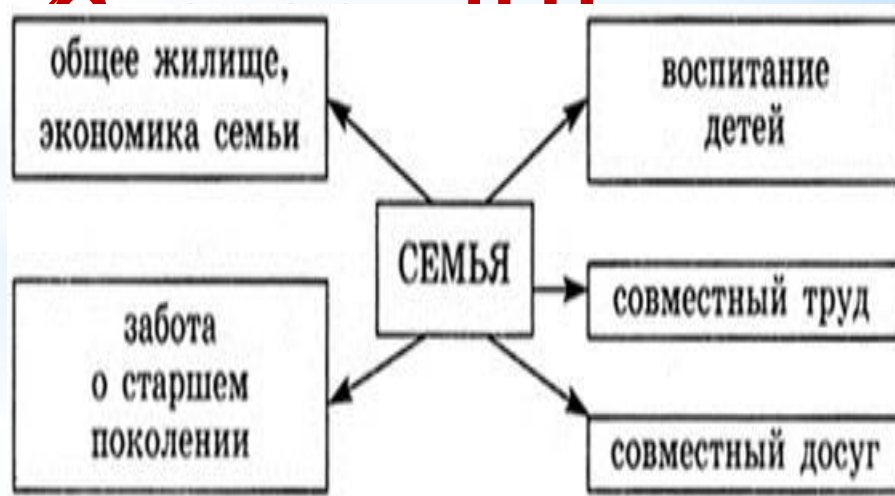 общее жилище,
экономика семьи
воспитание
детей
СЕМЬЯ
забота
о старшем
поколении
совместный труд
совместный досуг